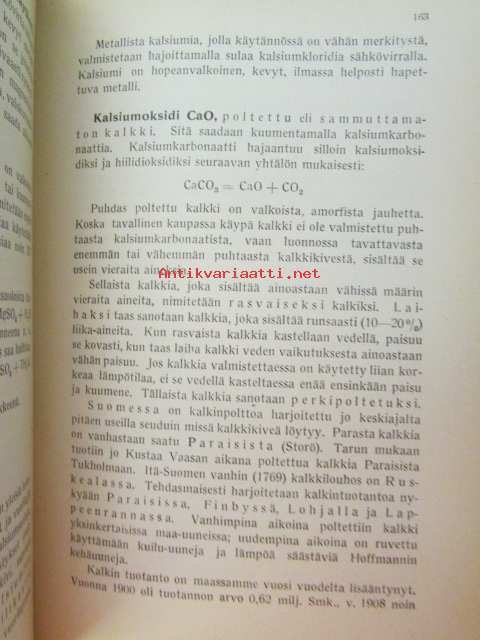 163
Metallista kalsiumia, jolla käytännössä on vähän merkitystä,
valmistetaan hajoittamalla sulaa kalsiumkloridia sähkövirralla.
Kalsiumi on hopeanvalkoinen, kevyt, ilmassa helposti hapet-
tuva metalli.
Kalsiumoksidi CaO, poltettu eli sammuttama-
ton kalkki. Sitä saadaan kuumentamalla kalsiumkarbo-
naattia. Kalsiumkarbonaatti hajaantuu silloin kalsiumoksi-
diksi ja hiilidioksidiksi seuraavan yhtälön mukaisesti:
CaCO₃ = CaO + CO₂
Puhdas poltettu kalkki on valkoista, amorfista jauhetta.
Koska tavallinen kaupassa käypä kalkki ei ole valmistettu puh-
taasta kalsiumkarbonaatista, vaan luonnossa tavattavasta
enemmän tai vähemmän puhtaasta kalkkikivestä, sisältää se
usein vieraita aineksia.
Antikvariaatti.net
Sellaista kalkkia, joka sisältää ainoastaan vähissä määrin
vieraita aineita, nimitetään rasvaiseksi kalkiksi. Lai-
haksi taas sanotaan kalkkia, joka sisältää runsaasti (10—20 %)
liika-aineita. Kun rasvaista kalkkia kastellaan vedellä, paisuu
se kovasti, kun taas laiha kalkki veden vaikutuksesta ainoastaan
vähän paisuu. Jos kalkkia valmistettaessa on käytetty liian kor-
keaa lämpötilaa, ei se vedellä kasteltaessa enää ensinkään paisu
ja kuumene. Tällaista kalkkia sanotaan perkipoltetuksi.
Suomessa on kalkinpolttoa harjoitettu jo keskiajalta
pitäen useilla seuduin missä kalkkikiveä löytyy. Parasta kalkkia
on vanhastaan saatu Paraisista (Storö). Tarun mukaan
tuotiin jo Kustaa Vaasan aikana poltettua kalkkia Paraisista
Tukholmaan. Itä-Suomen vanhin (1769) kalkkilouhos on Rus-
kealassa. Tehdasmaisesti harjoitetaan kalkintuotantoa ny-
kyään Paraisissa, Finbyssä, Lohjalla ja Lap-
peenrannassa. Vanhimpina aikoina poltettiin kalkki
yksinkertaisissa maa-uuneissa; uudempina aikoina on ruvettu
käyttämään kuilu-uuneja ja lämpöä säästäviä Hoffmannin
kehäuuneja.
Kalkin tuotanto on maassamme vuosi vuodelta lisääntynyt.
Vuonna 1900 oli tuotannon arvo 0,62 milj. Smk., v. 1908 noin